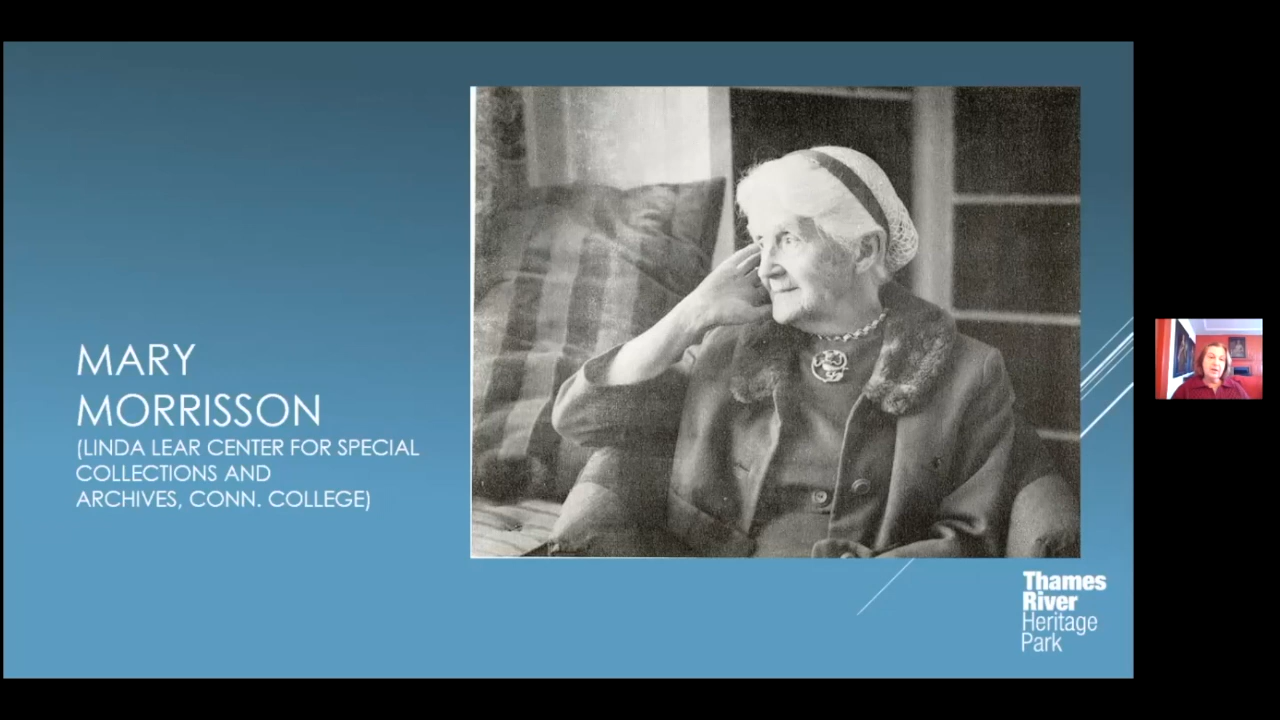 MARY
MORRISSON
(LINDA LEAR CENTER FOR SPECIAL
COLLECTIONS AND
ARCHIVES, CONN. COLLEGE)
Thames
River
Heritage
Park